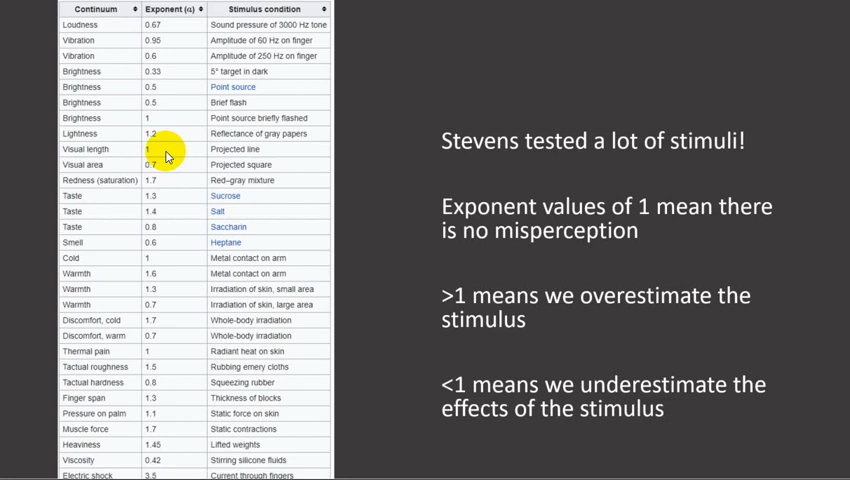 Continuum Exponent (α) Stimulus condition
Loudness 0.67 Sound pressure of 3000 Hz tone
Vibration 0.95 Amplitude of 60 Hz on finger
Vibration 0.6 Amplitude of 250 Hz on finger
Brightness 0.33 5° target in dark
Brightness 0.5 Point source
Brightness 0.5 Brief flash
Brightness 1 Point source briefly flashed
Lightness 1.2 Reflectance of gray papers
Visual length 1 Projected line
Visual area 0.7 Projected square
Redness (saturation) 1.7 Red–gray mixture
Taste 1.3 Sucrose
Taste 1.4 Salt
Taste 0.8 Saccharin
Smell 0.6 Heptane
Cold 1 Metal contact on arm
Warmth 1.6 Metal contact on arm
Warmth 1.3 Irradiation of skin, small area
Warmth 0.7 Irradiation of skin, large area
Discomfort, cold 1.7 Whole-body irradiation
Discomfort, warm 0.7 Whole-body irradiation
Thermal pain 1 Radiant heat on skin
Tactual roughness 1.5 Rubbing emery cloths
Tactual hardness 0.8 Squeezing rubber
Finger span 1.3 Thickness of blocks
Pressure on palm 1.1 Static force on skin
Muscle force 1.7 Static contractions
Heaviness 1.45 Lifted weights
Viscosity 0.42 Stirring silicone fluids
Electric shock 3.5 Current through fingers
Stevens tested a lot of stimuli!
Exponent values of 1 mean there
is no misperception
>1 means we overestimate the
stimulus
<1 means we underestimate the
effects of the stimulus